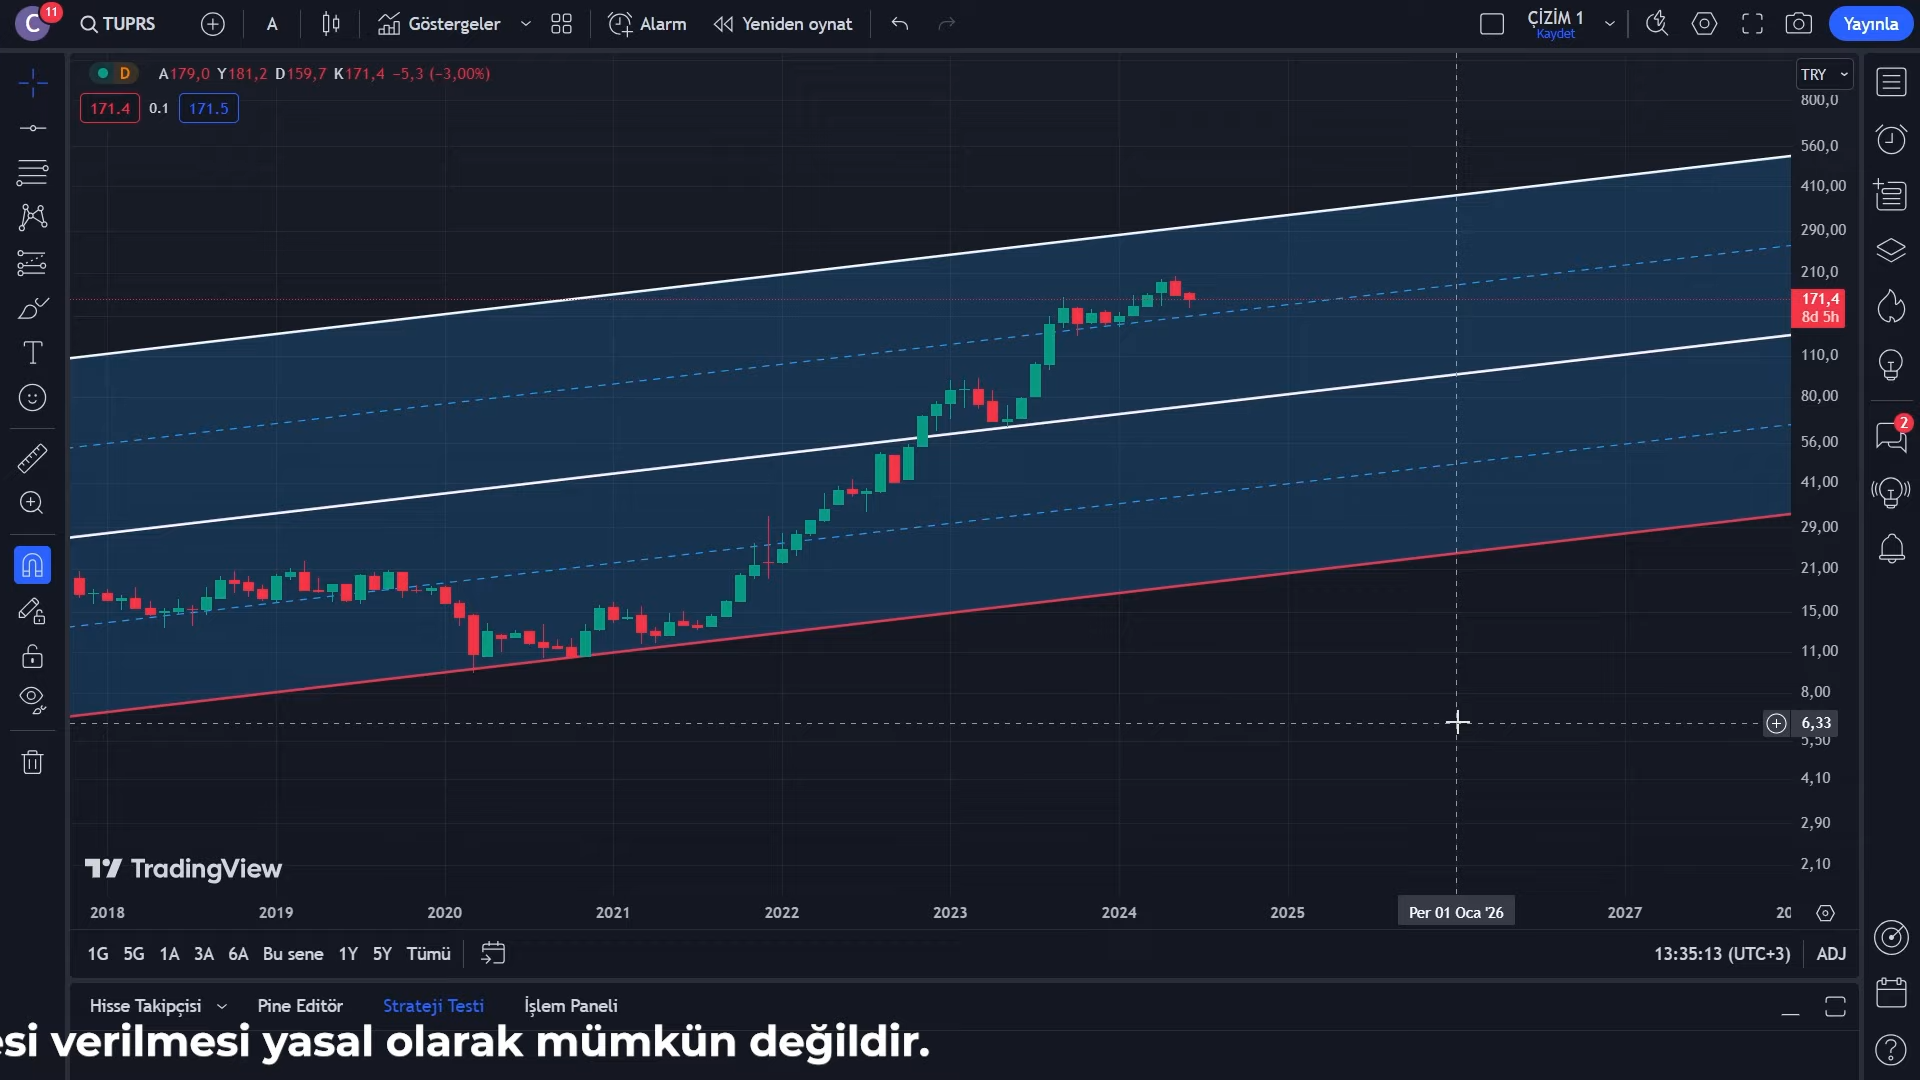 C
11
TUPRS
A
Göstergeler
Alarm
Yeniden oynat
ÇİZİM 1
Kaydet
Yayınla
D A179,0 Y181,2 D159,7 K171,4 −5,3 (−3,00%)
171.4 0.1 171.5
TRY
800,0
560,0
410,00
290,00
210,0
171,4
8d 5h
110,0
80,00
56,00
41,00
29,00
21,00
15,00
11,00
8,00
6,33
5,50
4,10
2,90
2,10
2
TradingView
2018 2019 2020 2021 2022 2023 2024 2025 Per 01 Oca '26 2027 20
1G 5G 1A 3A 6A Bu sene 1Y 5Y Tümü
13:35:13 (UTC+3) ADJ
Hisse Takipçisi Pine Editör Strateji Testi İşlem Paneli
esi verilmesi yasal olarak mümkün değildir.